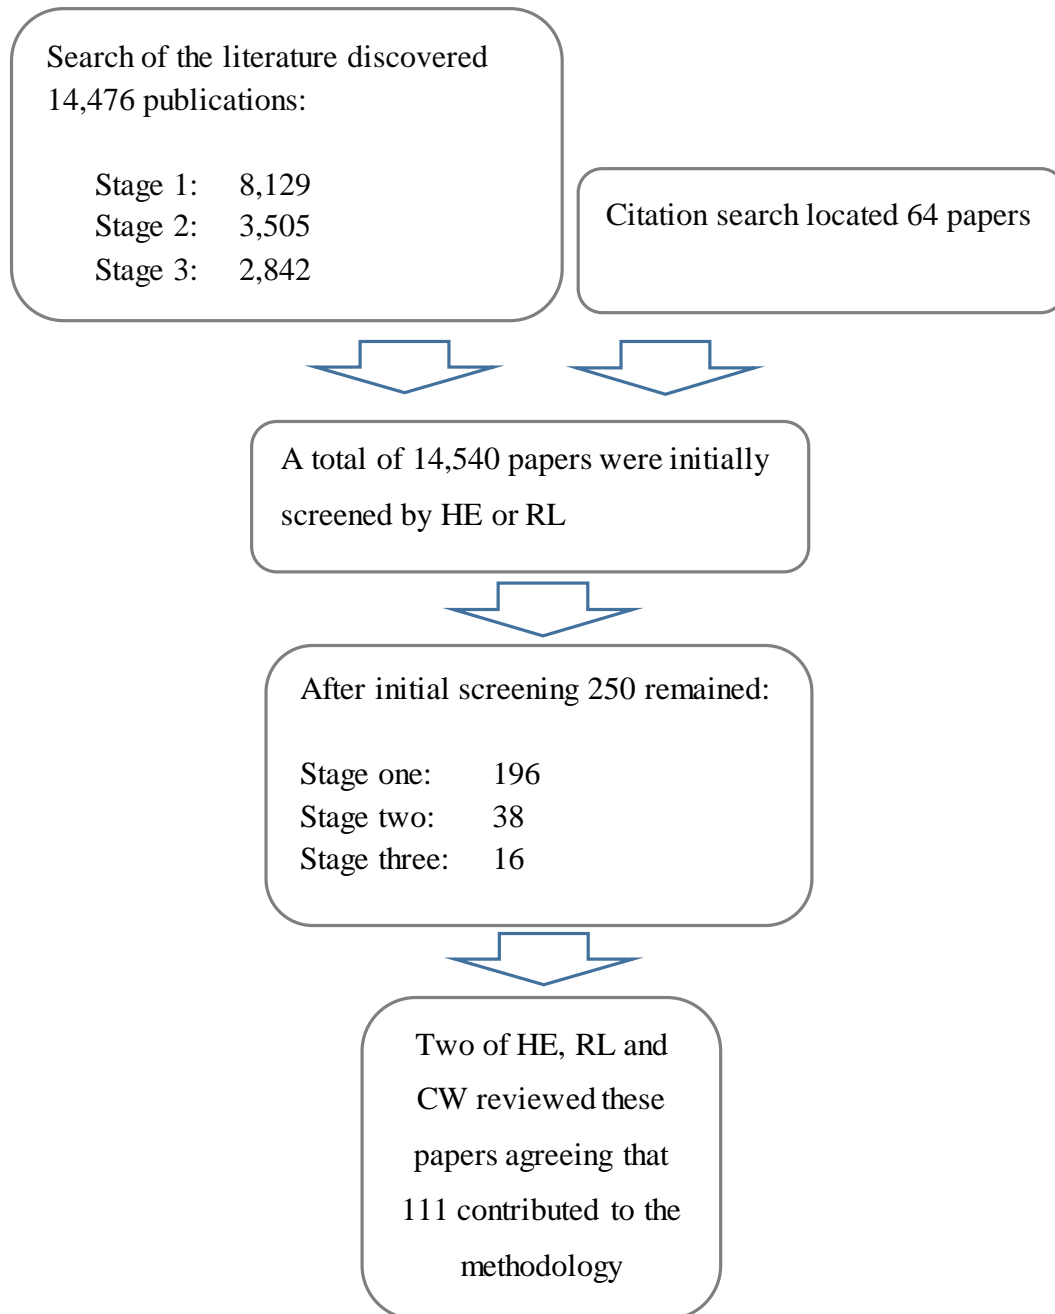 Search of the literature discovered
14,476 publications:
Stage 1: 8,129
Stage 2: 3,505
Stage 3: 2,842
Citation search located 64 papers
A total of 14,540 papers were initially
screened by HE or RL
After initial screening 250 remained:
Stage one: 196
Stage two: 38
Stage three: 16
Two of HE, RL and
CW reviewed these
papers agreeing that
111 contributed to the
methodology